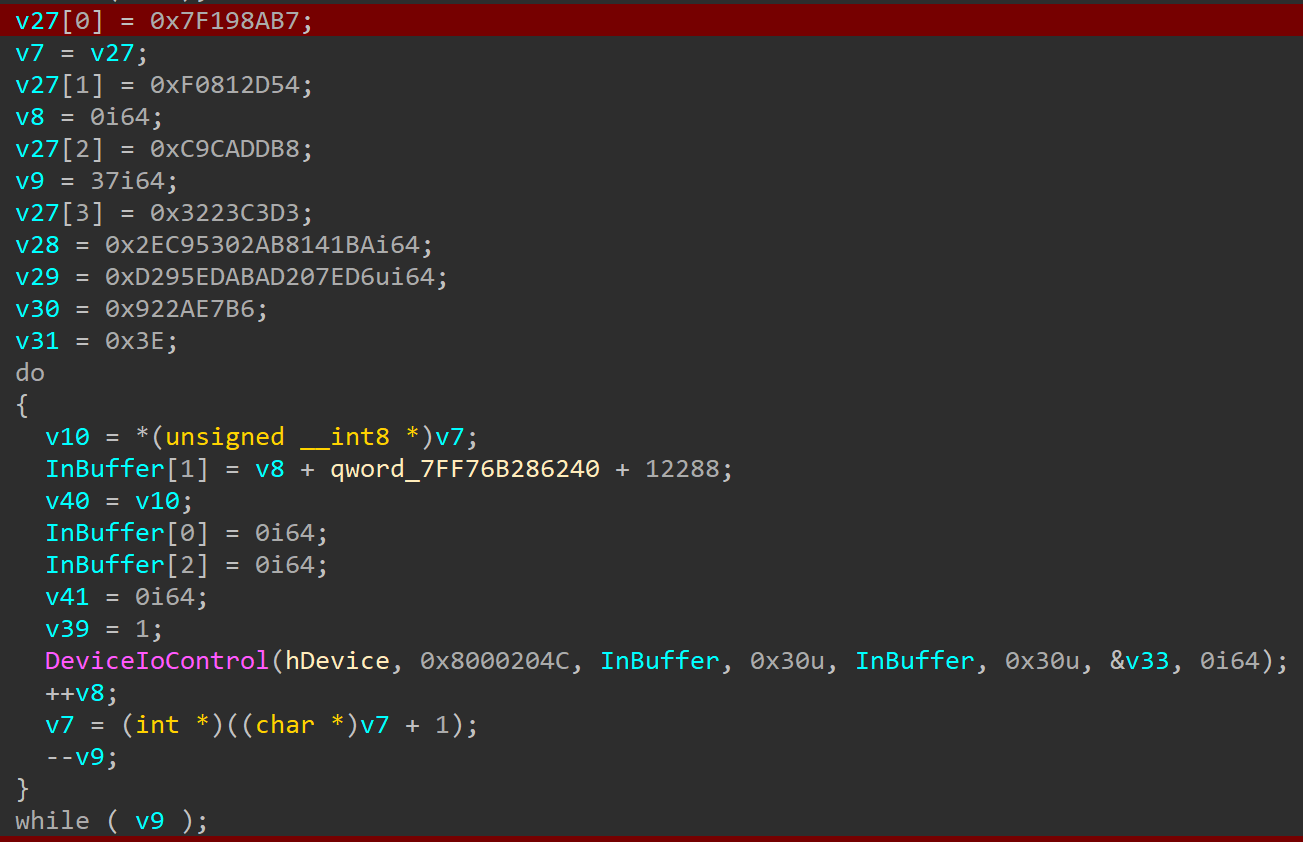 v27[0] = 0x7F198AB7;
v7 = v27;
v27[1] = 0xF0812D54;
v8 = 0i64;
v27[2] = 0xC9CADDB8;
v9 = 37i64;
v27[3] = 0x3223C3D3;
v28 = 0x2EC95302AB8141BAi64;
v29 = 0xD295EDABAD207ED6ui64;
v30 = 0x922AE7B6;
v31 = 0x3E;
do
{
  v10 = *(unsigned __int8 *)v7;
  InBuffer[1] = v8 + qword_7FF76B286240 + 12288;
  v40 = v10;
  InBuffer[0] = 0i64;
  InBuffer[2] = 0i64;
  v41 = 0i64;
  v39 = 1;
  DeviceIoControl(hDevice, 0x8000204C, InBuffer, 0x30u, InBuffer, 0x30u, &v33, 0i64);
  ++v8;
  v7 = (int *)((char *)v7 + 1);
  --v9;
}
while ( v9 );